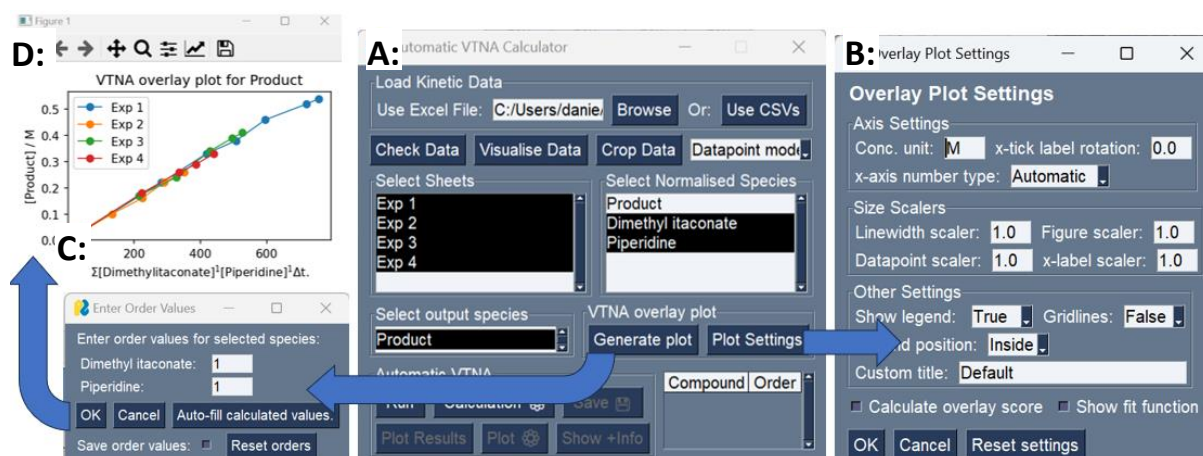 Figure 1
D:
VTNA overlay plot for Product
[Product] / M
0.5
0.4
0.3
0.2
0.1
Exp 1
Exp 2
Exp 3
Exp 4
0 200 400 600
Σ[Dimethylitaconate]¹[Piperidine]¹Δt.
C:
Enter Order Values
Enter order values for selected species:
Dimethyl itaconate: 1
Piperidine: 1
OK Cancel Auto-fill calculated values.
Save order values: Reset orders
A:
Automatic VTNA Calculator
Load Kinetic Data
Use Excel File: C:/Users/danie/ Browse Or: Use CSVs
Check Data Visualise Data Crop Data Datapoint mode
Select Sheets
Exp 1
Exp 2
Exp 3
Exp 4
Select Normalised Species
Product
Dimethyl itaconate
Piperidine
Select output species
Product
VTNA overlay plot
Generate plot Plot Settings
Automatic VTNA
Run Calculation Save
Plot Results Plot Show +Info
Compound Order
B:
Overlay Plot Settings
Overlay Plot Settings
Axis Settings
Conc. unit: M x-tick label rotation: 0.0
x-axis number type: Automatic
Size Scalers
Linewidth scaler: 1.0 Figure scaler: 1.0
Datapoint scaler: 1.0 x-label scaler: 1.0
Other Settings
Show legend: True Gridlines: False
position: Inside
Custom title: Default
Calculate overlay score Show fit function
OK Cancel Reset settings